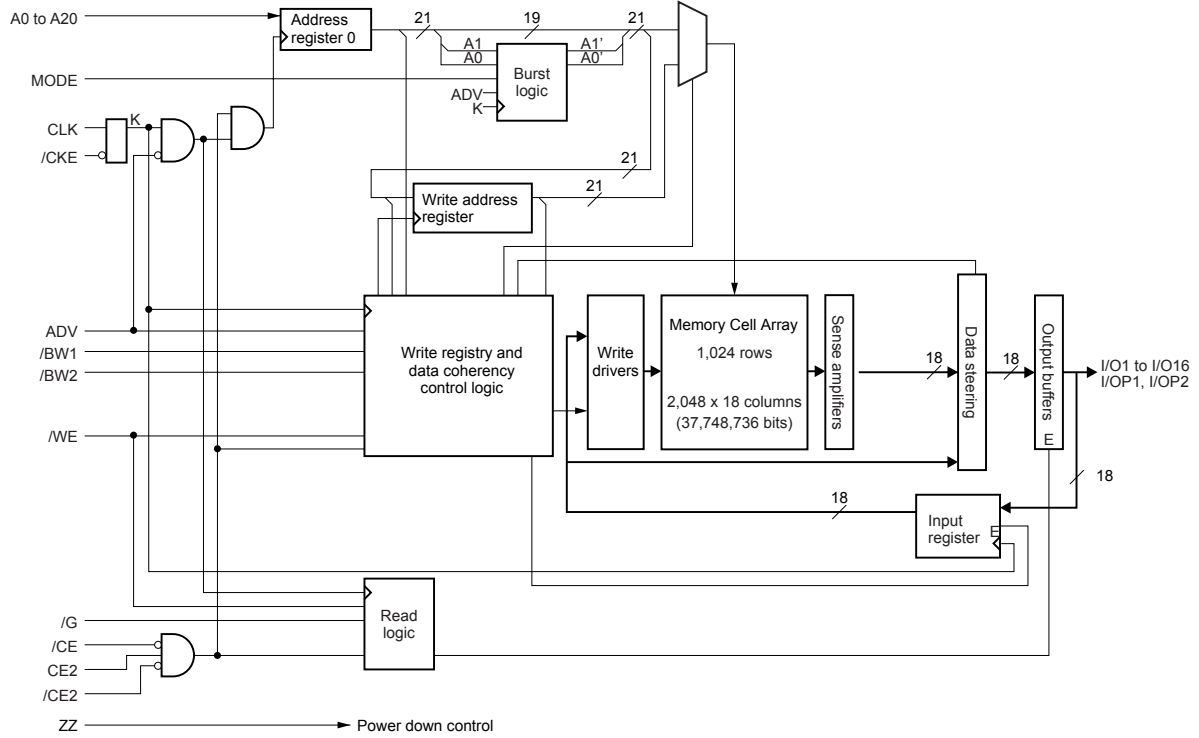 A0 to A20
Address
register 0
21
19
21
A1
A0
A1'
A0'
Burst
logic
MODE
ADV
K
CLK
K
/CKE
21
Write address
register
21
ADV
/BW1
/BW2
/WE
Write registry and
data coherency
control logic
Write
drivers
Memory Cell Array
1,024 rows
2,048 x 18 columns
(37,748,736 bits)
Sense amplifiers
18
Data steering
18
Output buffers
E
I/O1 to I/O16
I/OP1, I/OP2
18
18
Input
register
E
Read
logic
/G
/CE
CE2
/CE2
ZZ
Power down control